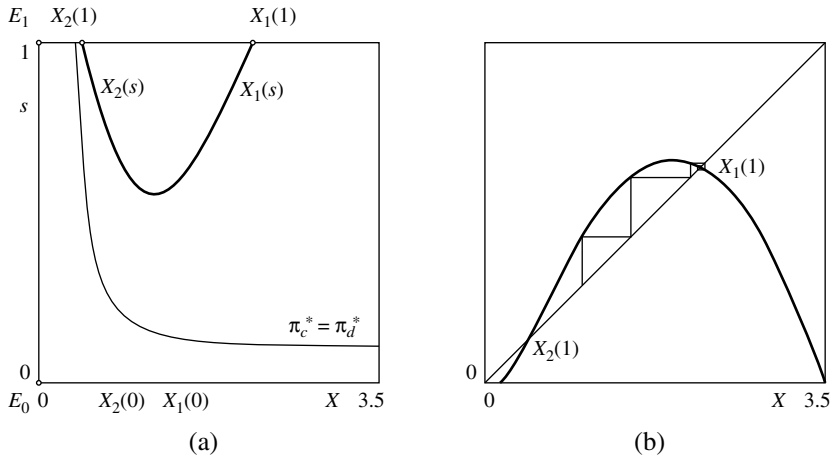 E₁ X₂(1) X₁(1)
1
s
X₂(s)
X₁(s)
π_c* = π_d*
0
E₀ 0 X₂(0) X₁(0) X 3.5
(a)
X₁(1)
X₂(1)
0
0 X 3.5
(b)